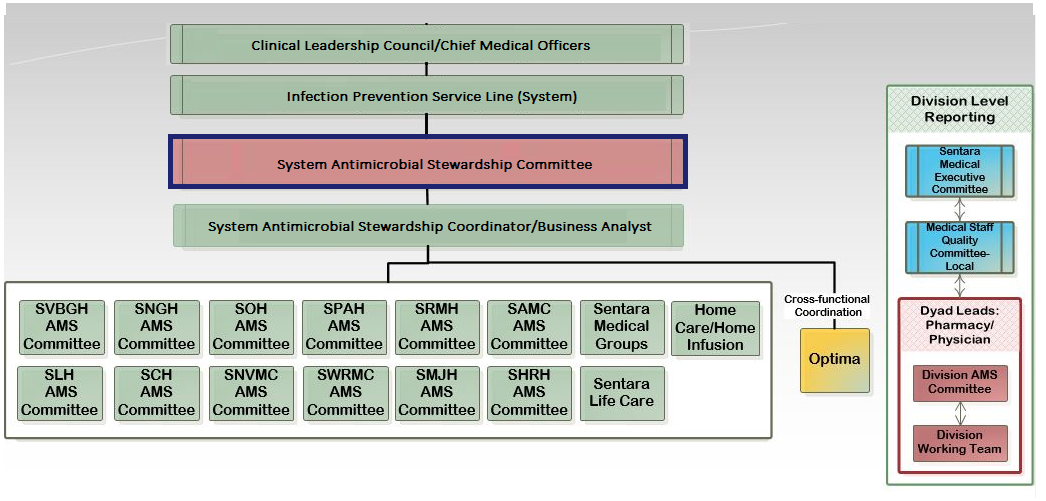 Clinical Leadership Council/Chief Medical Officers
Infection Prevention Service Line (System)
System Antimicrobial Stewardship Committee
System Antimicrobial Stewardship Coordinator/Business Analyst
SVBGH
AMS
Committee
SNGH
AMS
Committee
SOH
AMS
Committee
SPAH
AMS
Committee
SRMH
AMS
Committee
SAMC
AMS
Committee
Sentara
Medical
Groups
Home
Care/Home
Infusion
SLH
AMS
Committee
SCH
AMS
Committee
SNVMC
AMS
Committee
SWRMC
AMS
Committee
SMJH
AMS
Committee
SHRH
AMS
Committee
Sentara
Life Care
Cross-functional
Coordination
Optima
Division Level
Reporting
Sentara
Medical
Executive
Committee
Medical Staff
Quality
Committee-
Local
Dyad Leads:
Pharmacy/
Physician
Division AMS
Committee
Division
Working Team